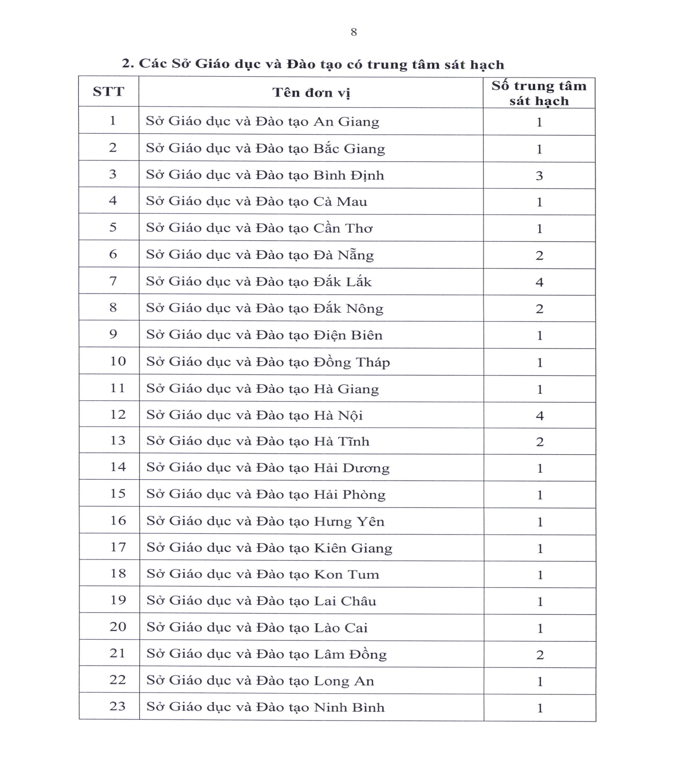 8
2. Các Sở Giáo dục và Đào tạo có trung tâm sát hạch
STT Tên đơn vị Số trung tâm sát hạch
1 Sở Giáo dục và Đào tạo An Giang 1
2 Sở Giáo dục và Đào tạo Bắc Giang 1
3 Sở Giáo dục và Đào tạo Bình Định 3
4 Sở Giáo dục và Đào tạo Cà Mau 1
5 Sở Giáo dục và Đào tạo Cần Thơ 1
6 Sở Giáo dục và Đào tạo Đà Nẵng 2
7 Sở Giáo dục và Đào tạo Đắk Lắk 4
8 Sở Giáo dục và Đào tạo Đắk Nông 2
9 Sở Giáo dục và Đào tạo Điện Biên 1
10 Sở Giáo dục và Đào tạo Đồng Tháp 1
11 Sở Giáo dục và Đào tạo Hà Giang 1
12 Sở Giáo dục và Đào tạo Hà Nội 4
13 Sở Giáo dục và Đào tạo Hà Tĩnh 2
14 Sở Giáo dục và Đào tạo Hải Dương 1
15 Sở Giáo dục và Đào tạo Hải Phòng 1
16 Sở Giáo dục và Đào tạo Hưng Yên 1
17 Sở Giáo dục và Đào tạo Kiên Giang 1
18 Sở Giáo dục và Đào tạo Kon Tum 1
19 Sở Giáo dục và Đào tạo Lai Châu 1
20 Sở Giáo dục và Đào tạo Lào Cai 1
21 Sở Giáo dục và Đào tạo Lâm Đồng 2
22 Sở Giáo dục và Đào tạo Long An 1
23 Sở Giáo dục và Đào tạo Ninh Bình 1